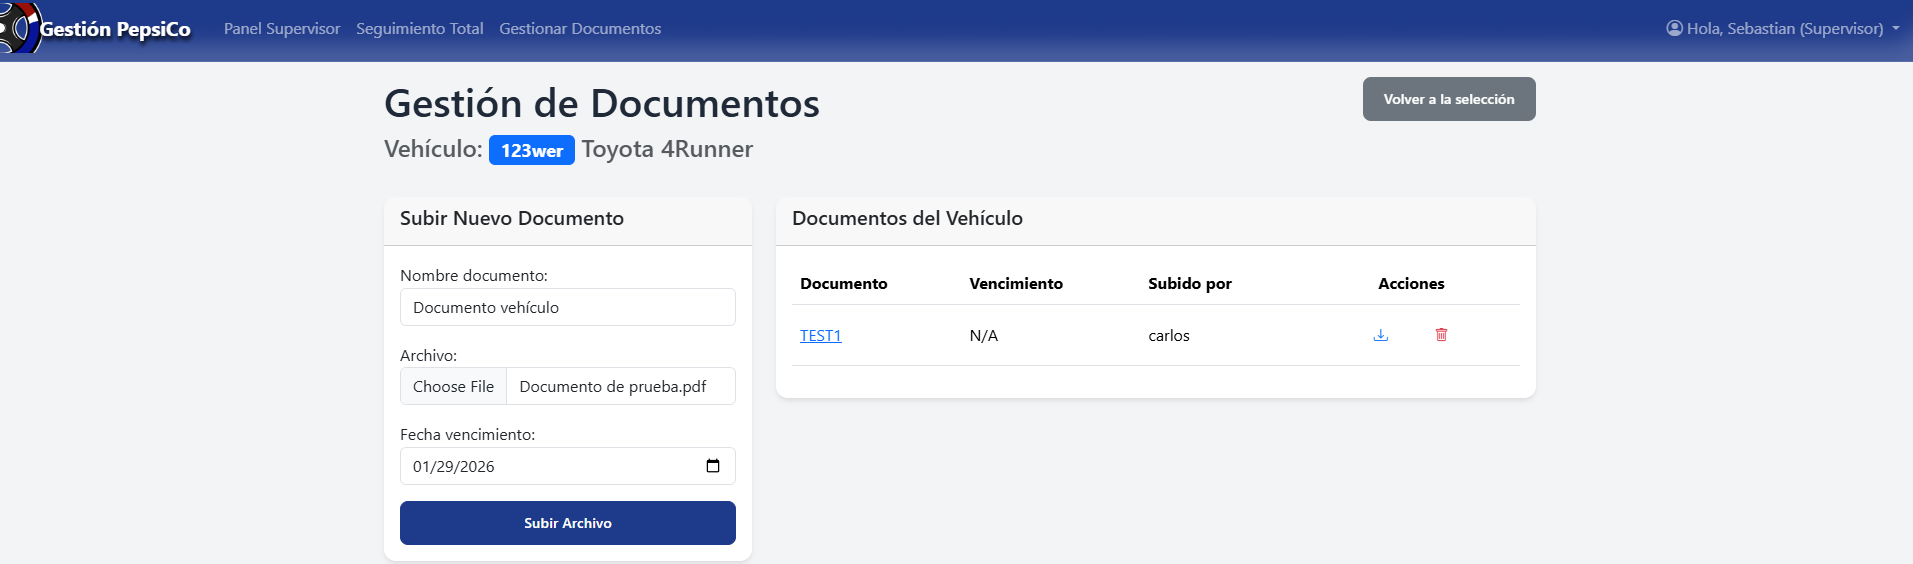 Gestión PepsiCo Panel Supervisor Seguimiento Total Gestionar Documentos Hola, Sebastian (Supervisor)
Gestión de Documentos
Volver a la selección
Vehículo: 123wer Toyota 4Runner
Subir Nuevo Documento
Nombre documento:
Documento vehículo
Archivo:
Choose File Documento de prueba.pdf
Fecha vencimiento:
01/29/2026
Subir Archivo
Documentos del Vehículo
Documento Vencimiento Subido por Acciones
TEST1 N/A carlos